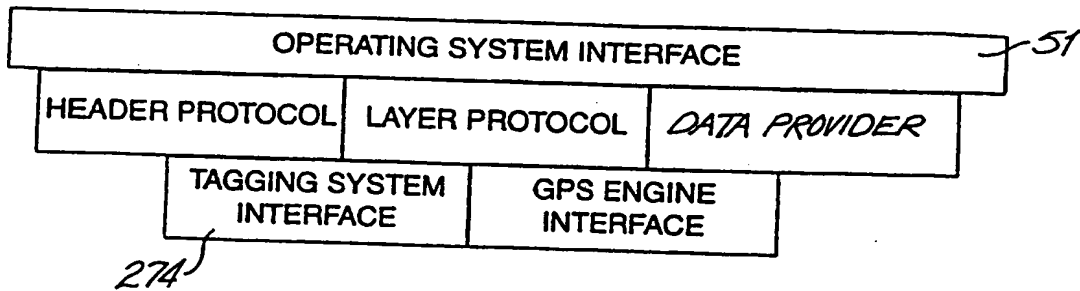 OPERATING SYSTEM INTERFACE
51
HEADER PROTOCOL
LAYER PROTOCOL
DATA PROVIDER
TAGGING SYSTEM
INTERFACE
GPS ENGINE
INTERFACE
274